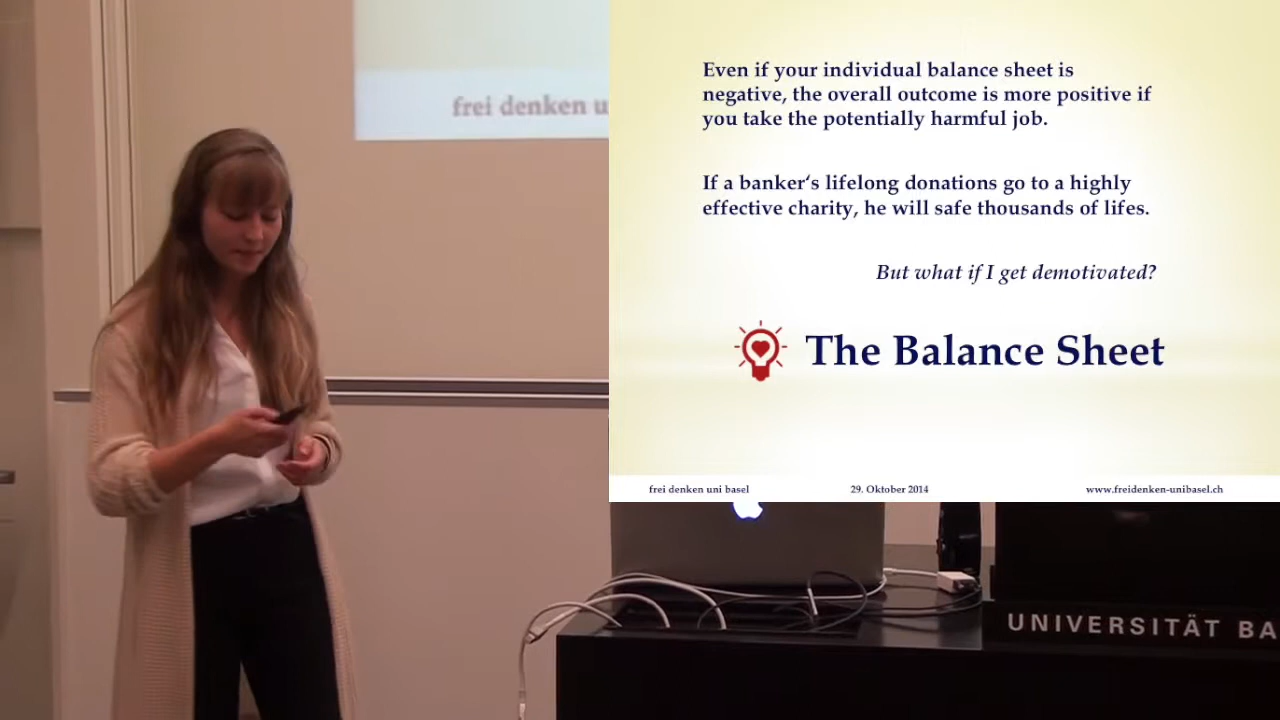 frei denken u
Even if your individual balance sheet is
negative, the overall outcome is more positive if
you take the potentially harmful job.
If a banker‘s lifelong donations go to a highly
effective charity, he will safe thousands of lifes.
But what if I get demotivated?
The Balance Sheet
frei denken uni basel
29. Oktober 2014
www.freidenken-unibasel.ch
UNIVERSITÄT BA